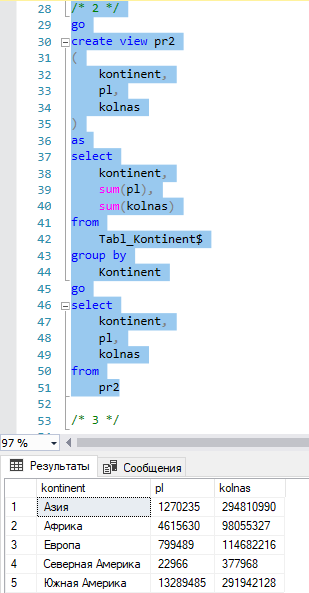 28 /* 2 */
29 go
30 create view pr2
31 (
32 kontinent,
33 pl,
34 kolnas
35 )
36 as
37 select
38 kontinent,
39 sum(pl),
40 sum(kolnas)
41 from
42 Tabl_Kontinent$
43 group by
44 Kontinent
45 go
46 select
47 kontinent,
48 pl,
49 kolnas
50 from
51 pr2
52
53 /* 3 */
97 %
Результаты Сообщения
kontinent pl kolnas
1 Азия 1270235 294810990
2 Африка 4615630 98055327
3 Европа 799489 114682216
4 Северная Америка 22966 377968
5 Южная Америка 13289485 291942128